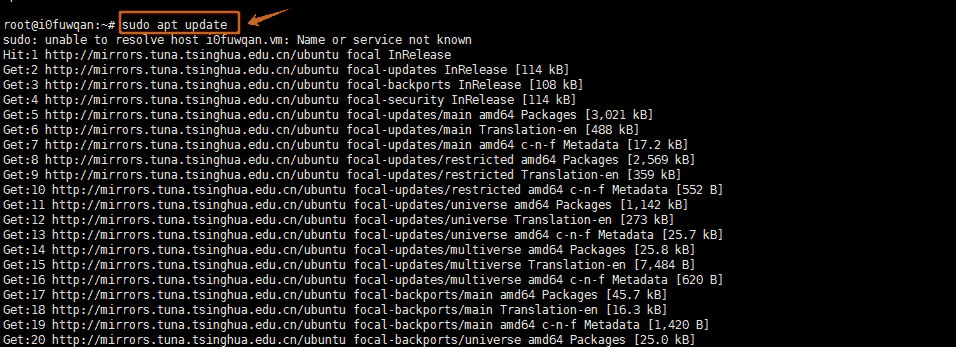 root@i0fuwqan:~# sudo apt update
sudo: unable to resolve host i0fuwqan.vm: Name or service not known
Hit:1 http://mirrors.tuna.tsinghua.edu.cn/ubuntu focal InRelease
Get:2 http://mirrors.tuna.tsinghua.edu.cn/ubuntu focal-updates InRelease [114 kB]
Get:3 http://mirrors.tuna.tsinghua.edu.cn/ubuntu focal-backports InRelease [108 kB]
Get:4 http://mirrors.tuna.tsinghua.edu.cn/ubuntu focal-security InRelease [114 kB]
Get:5 http://mirrors.tuna.tsinghua.edu.cn/ubuntu focal-updates/main amd64 Packages [3,021 kB]
Get:6 http://mirrors.tuna.tsinghua.edu.cn/ubuntu focal-updates/main Translation-en [488 kB]
Get:7 http://mirrors.tuna.tsinghua.edu.cn/ubuntu focal-updates/main amd64 c-n-f Metadata [17.2 kB]
Get:8 http://mirrors.tuna.tsinghua.edu.cn/ubuntu focal-updates/restricted amd64 Packages [2,569 kB]
Get:9 http://mirrors.tuna.tsinghua.edu.cn/ubuntu focal-updates/restricted Translation-en [359 kB]
Get:10 http://mirrors.tuna.tsinghua.edu.cn/ubuntu focal-updates/restricted amd64 c-n-f Metadata [552 B]
Get:11 http://mirrors.tuna.tsinghua.edu.cn/ubuntu focal-updates/universe amd64 Packages [1,142 kB]
Get:12 http://mirrors.tuna.tsinghua.edu.cn/ubuntu focal-updates/universe Translation-en [273 kB]
Get:13 http://mirrors.tuna.tsinghua.edu.cn/ubuntu focal-updates/universe amd64 c-n-f Metadata [25.7 kB]
Get:14 http://mirrors.tuna.tsinghua.edu.cn/ubuntu focal-updates/multiverse amd64 Packages [25.8 kB]
Get:15 http://mirrors.tuna.tsinghua.edu.cn/ubuntu focal-updates/multiverse Translation-en [7,484 B]
Get:16 http://mirrors.tuna.tsinghua.edu.cn/ubuntu focal-updates/multiverse amd64 c-n-f Metadata [620 B]
Get:17 http://mirrors.tuna.tsinghua.edu.cn/ubuntu focal-backports/main amd64 Packages [45.7 kB]
Get:18 http://mirrors.tuna.tsinghua.edu.cn/ubuntu focal-backports/main Translation-en [16.3 kB]
Get:19 http://mirrors.tuna.tsinghua.edu.cn/ubuntu focal-backports/main amd64 c-n-f Metadata [1,420 B]
Get:20 http://mirrors.tuna.tsinghua.edu.cn/ubuntu focal-backports/universe amd64 Packages [25.0 kB]